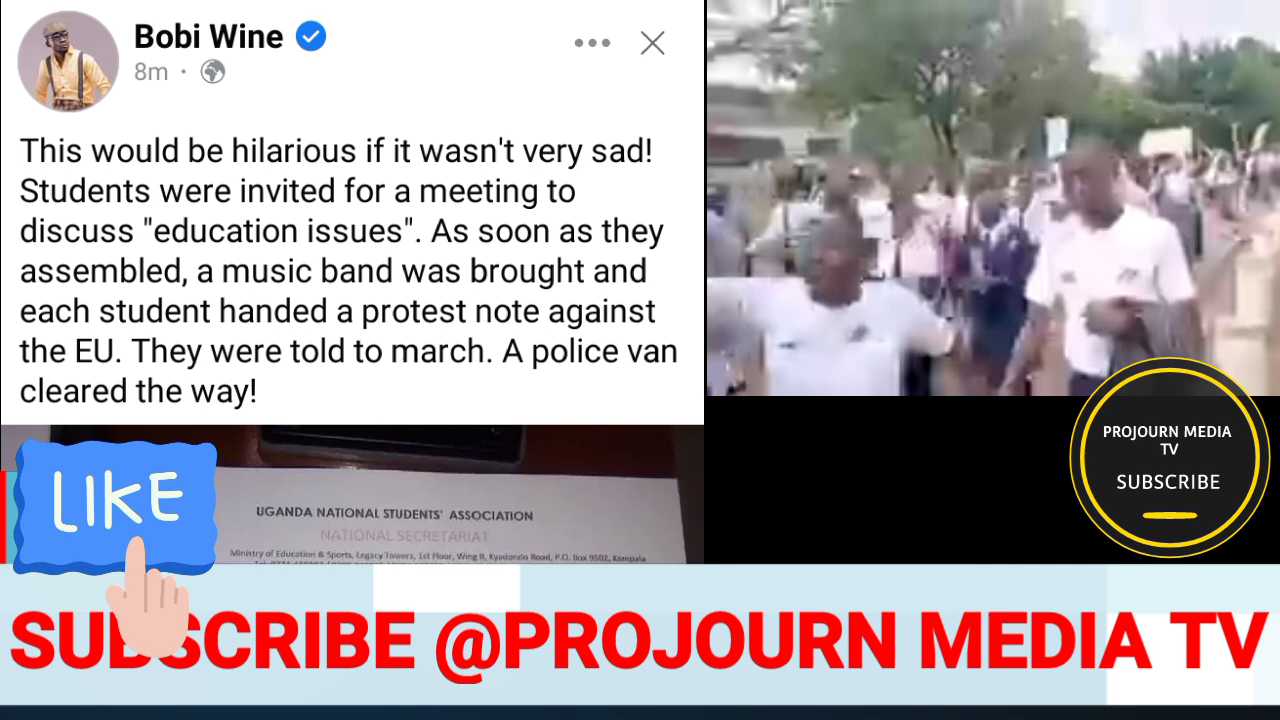 Bobi Wine
8m ·
This would be hilarious if it wasn't very sad!
Students were invited for a meeting to
discuss "education issues". As soon as they
assembled, a music band was brought and
each student handed a protest note against
the EU. They were told to march. A police van
cleared the way!
LIKE
UGANDA NATIONAL STUDENTS' ASSOCIATION
NATIONAL SECRETARIAT
Ministry of Education & Sports, Legacy Towers, 1st Floor, Wing B, Kyadondo Road, P.O. Box 9502, Kampala
PROJOURN MEDIA
TV
SUBSCRIBE
SUBSCRIBE @PROJOURN MEDIA TV